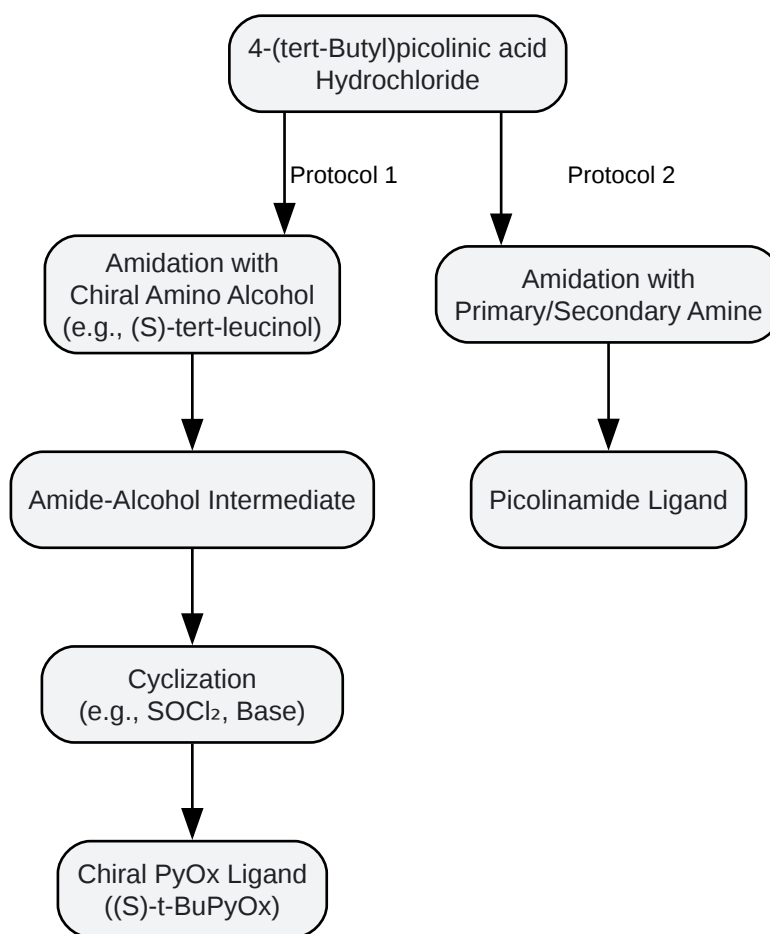 4-(tert-Butyl)picolinic acid
Hydrochloride
Protocol 1
Protocol 2
Amidation with
Chiral Amino Alcohol
(e.g., (S)-tert-leucinol)
Amidation with
Primary/Secondary Amine
Amide-Alcohol Intermediate
Picolinamide Ligand
Cyclization
(e.g., SOCl₂, Base)
Chiral PyOx Ligand
((S)-t-BuPyOx)